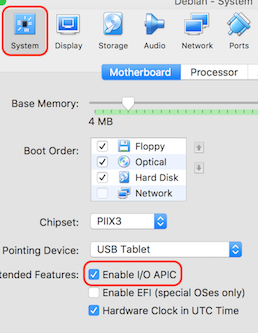 Debian - System
System Display Storage Audio Network Ports
Motherboard Processor
Base Memory:
4 MB
Boot Order: Floppy
Optical
Hard Disk
Network
Chipset: PIIX3
Pointing Device: USB Tablet
tended Features: Enable I/O APIC
Enable EFI (special OSes only)
Hardware Clock in UTC Time